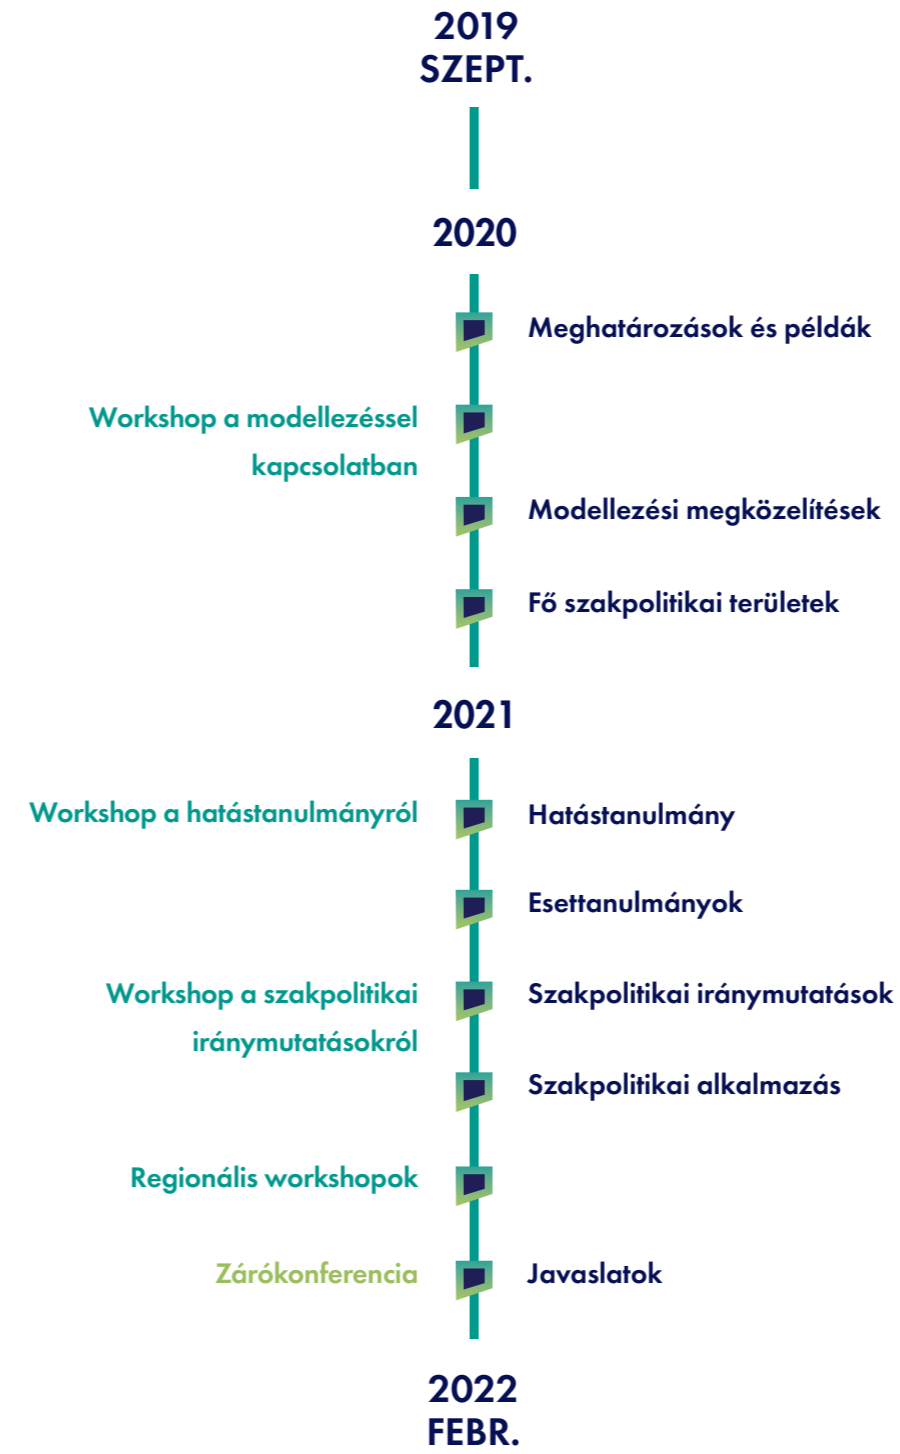 2019
SZEPT.
2020
Meghatározások és példák
Workshop a modellezéssel
kapcsolatban
Modellezési megközelítések
Fő szakpolitikai területek
2021
Workshop a hatástanulmányról
Hatástanulmány
Esettanulmányok
Workshop a szakpolitikai
iránymutatásokról
Szakpolitikai iránymutatások
Szakpolitikai alkalmazás
Regionális workshopok
Zárókonferencia
Javaslatok
2022
FEBR.